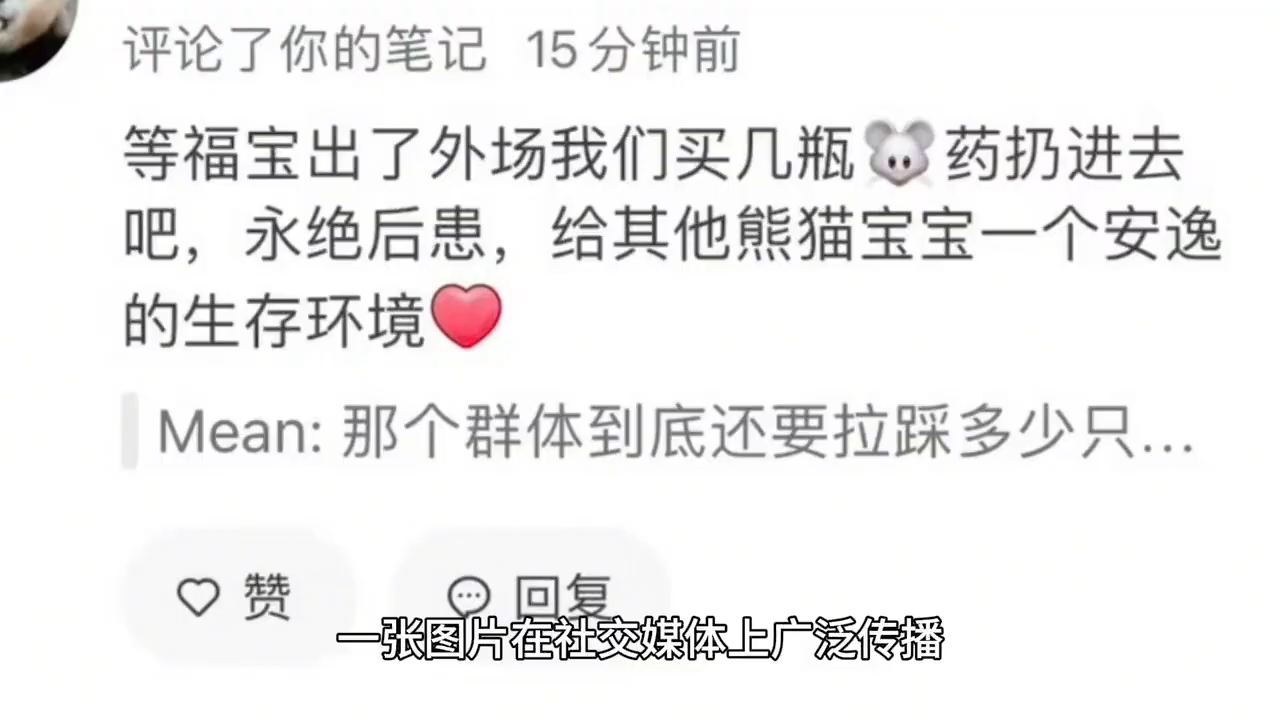 评论了你的笔记 15分钟前
等福宝出了外场我们买几瓶🐭药扔进去
吧，永绝后患，给其他熊猫宝宝一个安逸
的生存环境❤️
Mean: 那个群体到底还要拉踩多少只...
赞 回复
一张图片在社交媒体上广泛传播